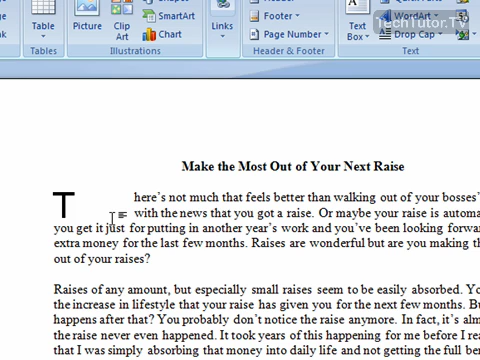 Shapes
Header
Quick Parts
TechTutor.Tv
Table
Picture
Clip
Art
SmartArt
Links
Footer
Text
Box
WordArt
Chart
Page Number
Drop Cap
Tables
Illustrations
Header & Footer
Text
Make the Most Out of Your Next Raise
T
here's not much that feels better than walking out of your bosses'
with the news that you got a raise. Or maybe your raise is
you get it just for putting in another year's work and you've been looking
extra money for the last few months. Raises are wonderful but are you making
out of your raises?
Raises of any amount, but especially small raises seem to be easily absorbed.
the increase in lifestyle that your raise has given you for the next few months.
happens after that? You probably don't notice the raise anymore. In fact, it's
the raise never even happened. It took years of this happening for me before I
that I was simply absorbing that money into daily life and not getting the full